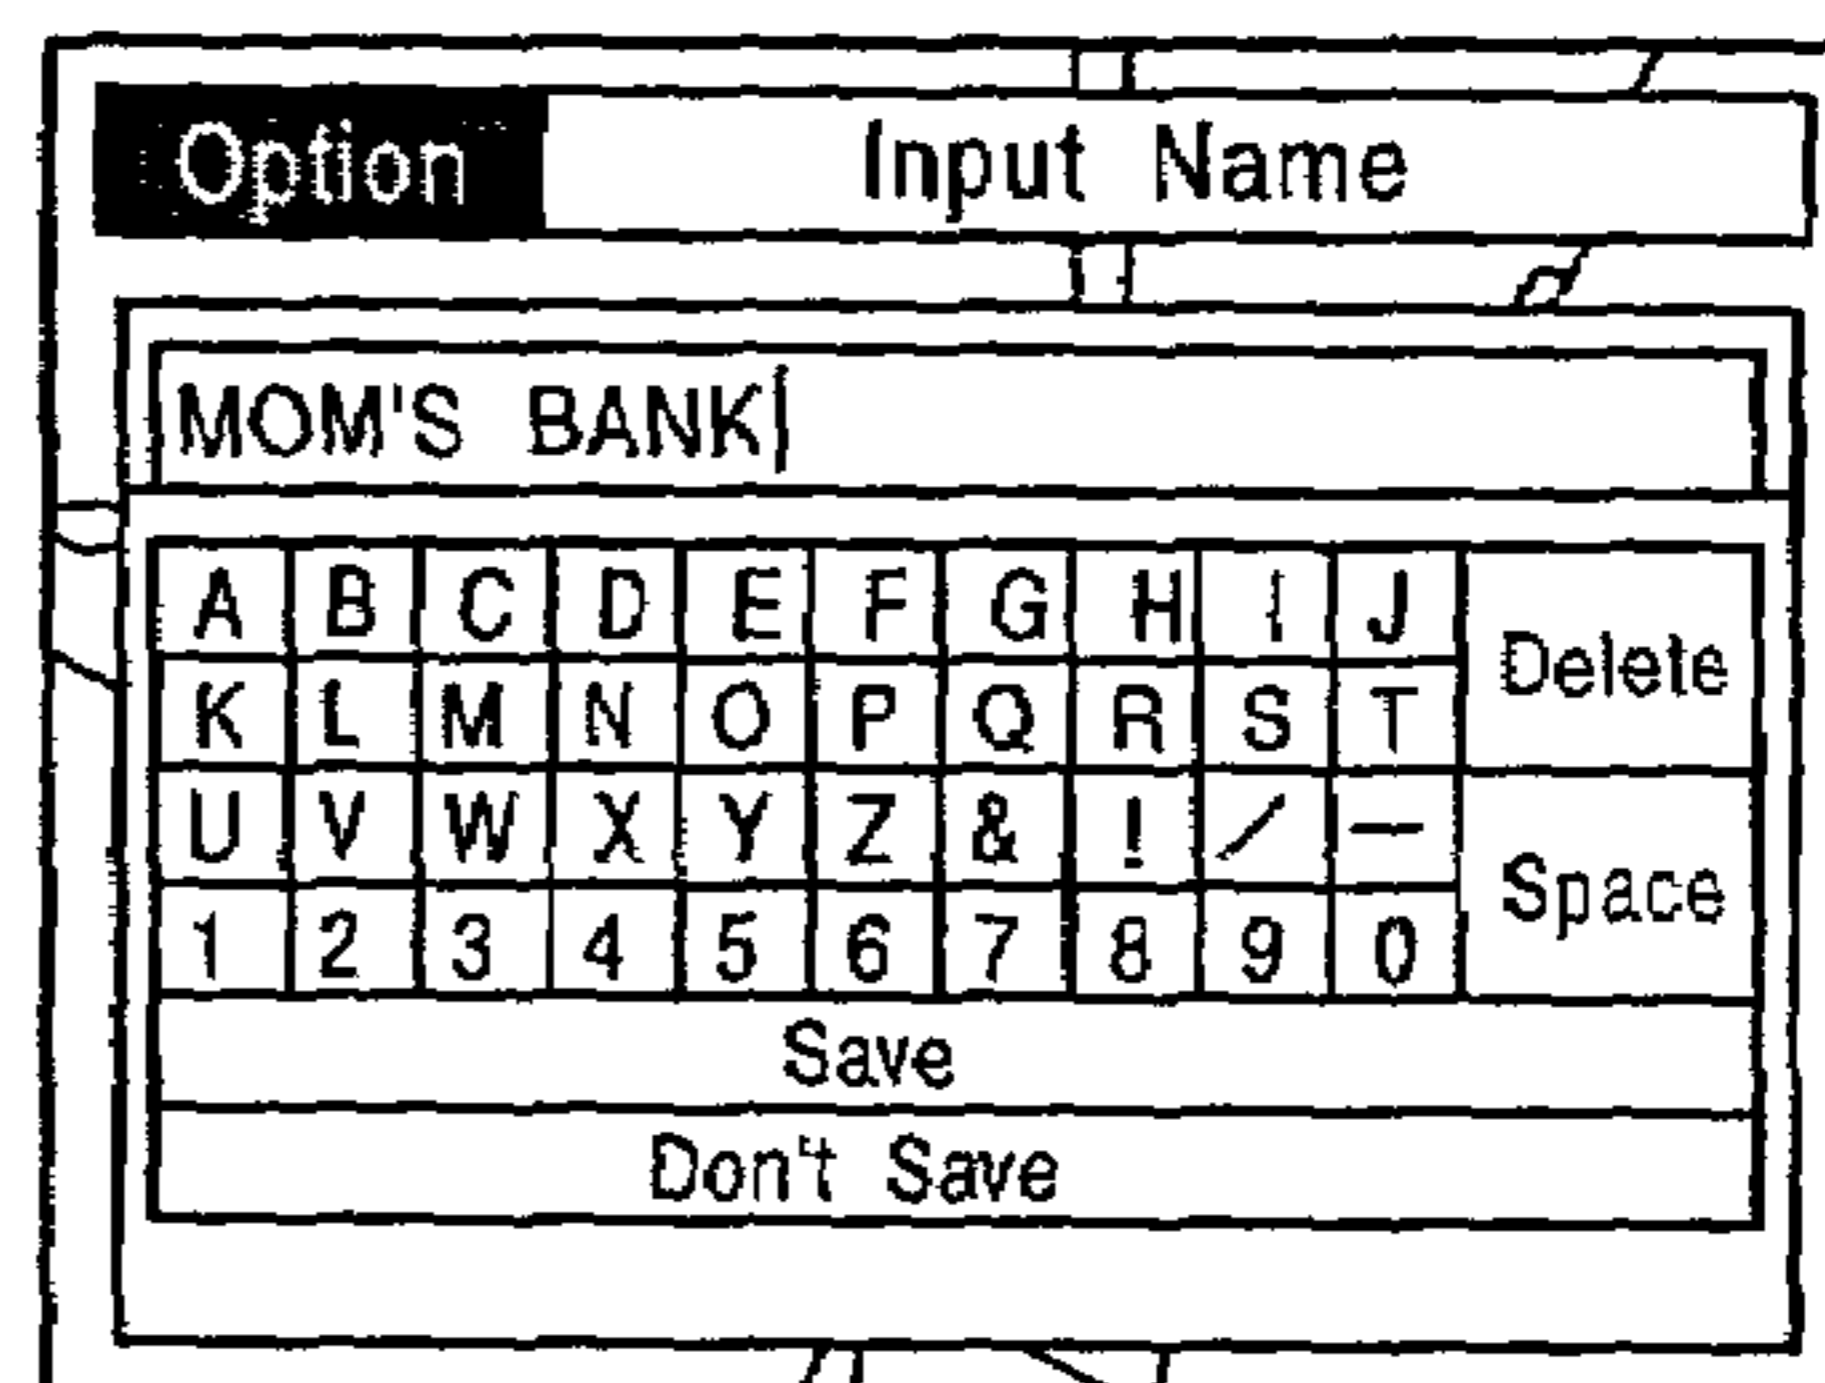 Option Input Name
MOM'S BANK
A B C D E F G H I J Delete
K L M N O P Q R S T
U V W X Y Z & ! / — Space
1 2 3 4 5 6 7 8 9 0
Save
Don't Save